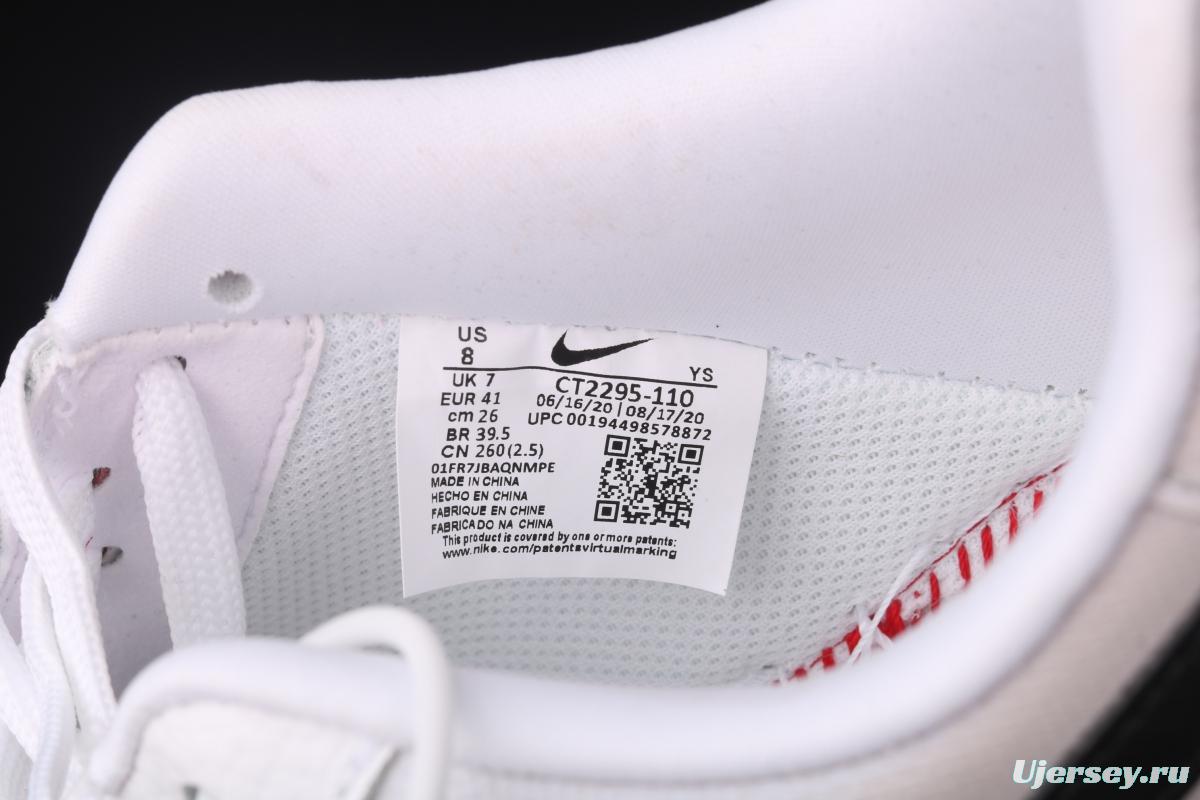 US
8
YS
UK 7
EUR 41
cm 26
BR 39.5
CN 260(2.5)
CT2295-110
06/16/20 | 08/17/20
UPC 00194498578872
01FR7JBAQNMPE
MADE IN CHINA
HECHO EN CHINA
FABRIQUE EN CHINE
FABRICADO NA CHINA
This product is covered by one or more patents:
www.nike.com/patentsvirtualmarking
Ujersey.ru